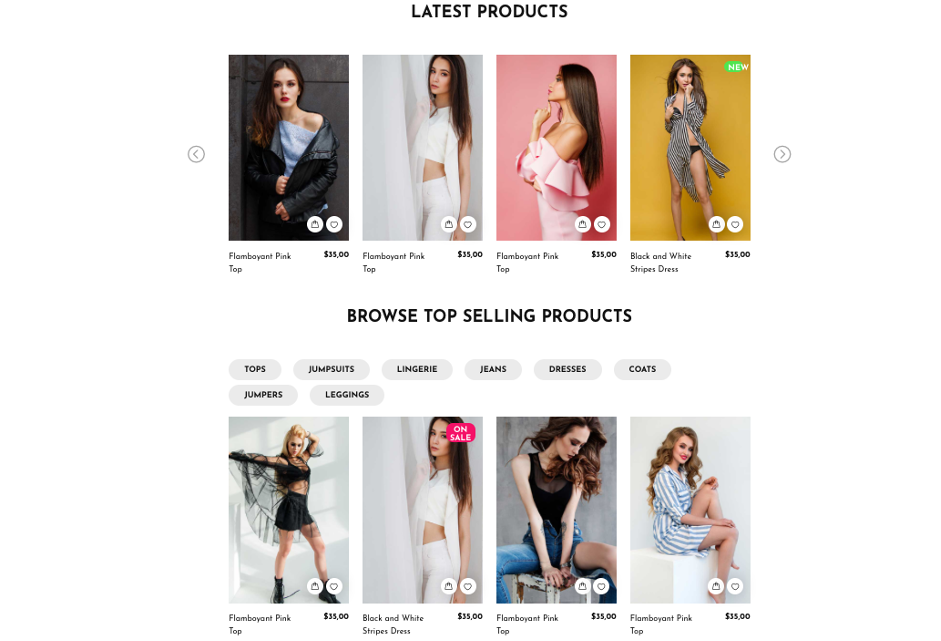 LATEST PRODUCTS
NEW
Flamboyant Pink
Top
$35,00
Flamboyant Pink
Top
$35,00
Flamboyant Pink
Top
$35,00
Black and White
Stripes Dress
$35,00
BROWSE TOP SELLING PRODUCTS
TOPS
JUMPSUITS
LINGERIE
JEANS
DRESSES
COATS
JUMPERS
LEGGINGS
ON
SALE
Flamboyant Pink
Top
$35,00
Black and White
Stripes Dress
$35,00
Flamboyant Pink
Top
$35,00
Flamboyant Pink
Top
$35,00